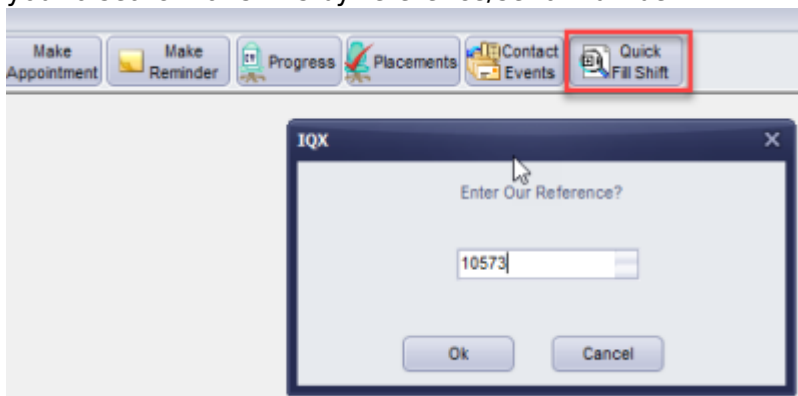 Make Appointment
Make Reminder
Progress
Placements
Contact Events
Quick Fill Shift
IQX
Enter Our Reference?
10573
Ok
Cancel